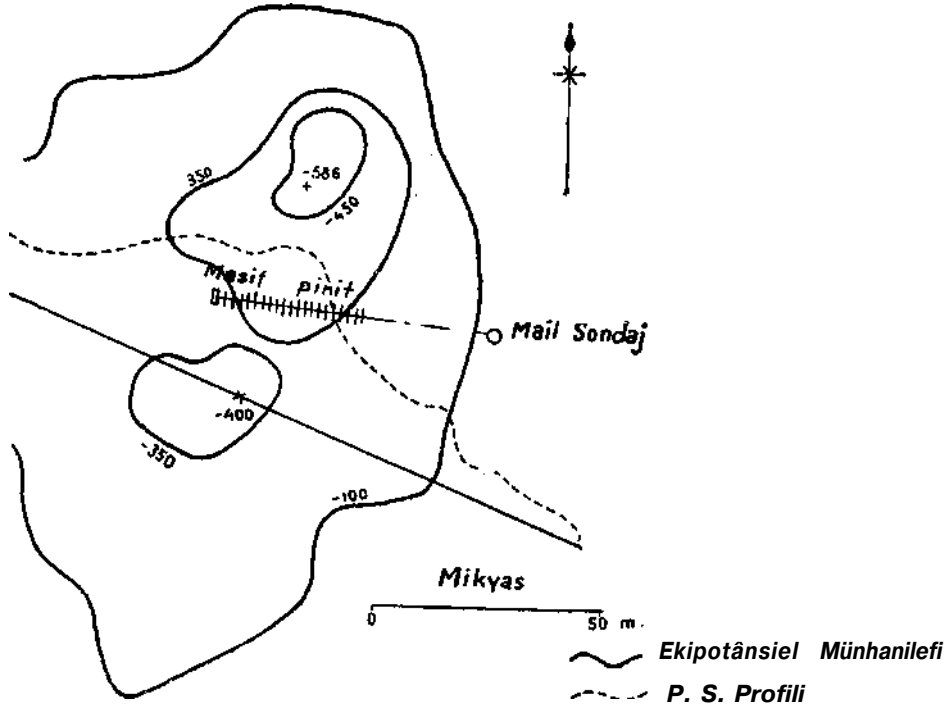 350
-586
-450
Masif pirit
Mail Sondaj
-400
-350
-100
Mikyas
0 50 m.
Ekipotânsiel Münhanilefi
P. S. Profili